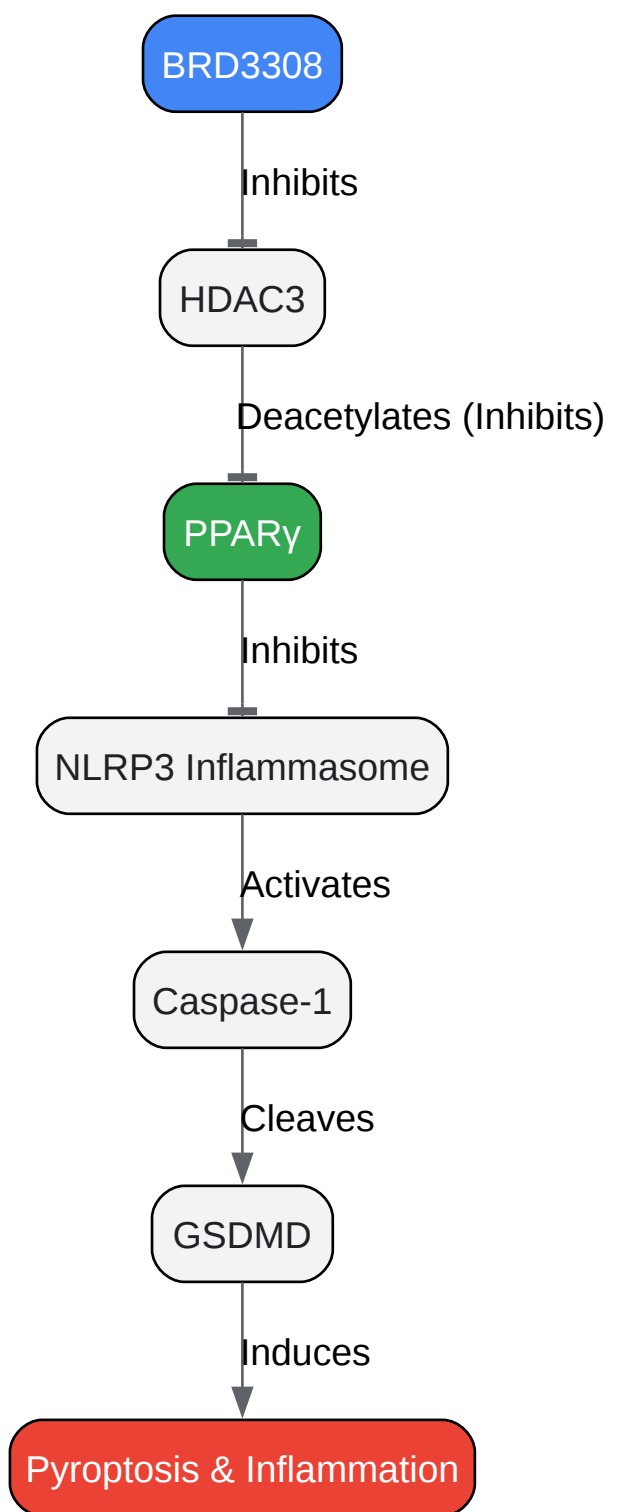 BRD3308
Inhibits
HDAC3
Deacetylates (Inhibits)
PPARγ
Inhibits
NLRP3 Inflammasome
Activates
Caspase-1
Cleaves
GSDMD
Induces
Pyroptosis & Inflammation